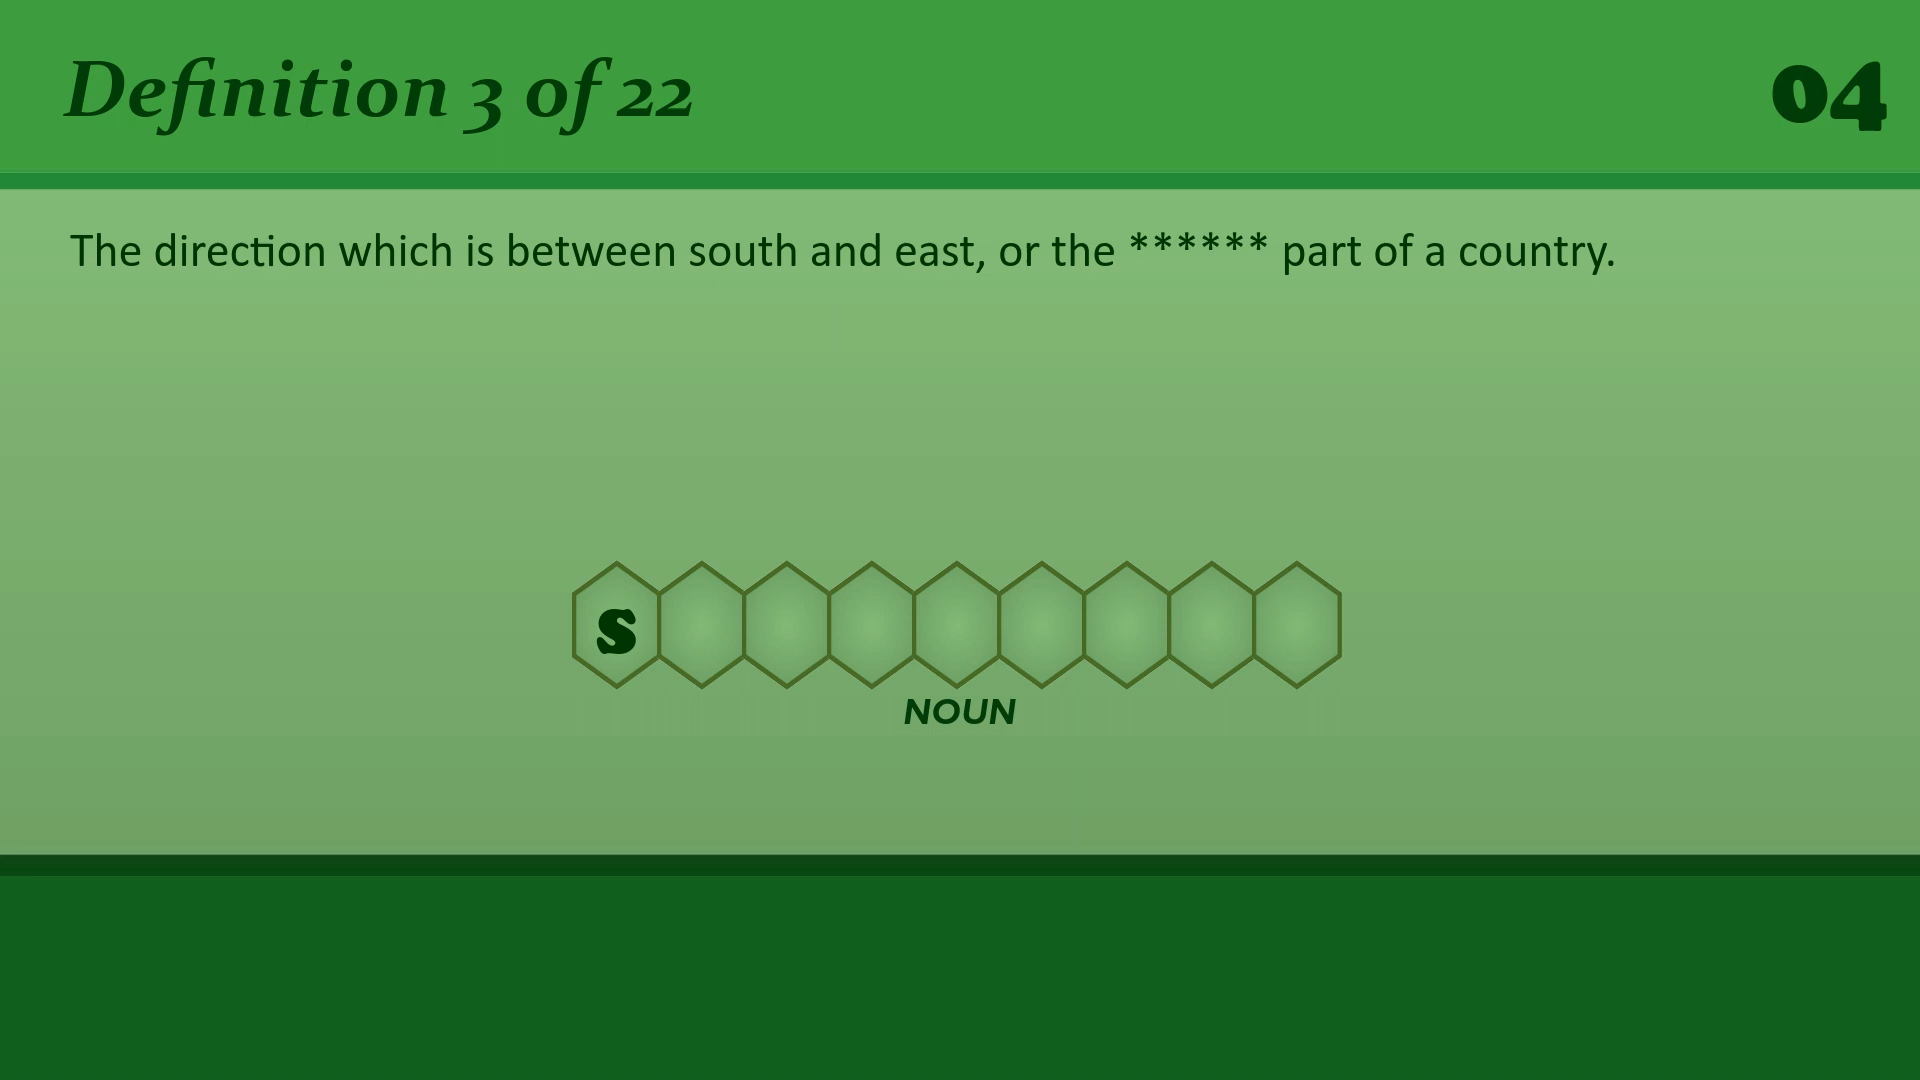 Definition 3 of 22
04
The direction which is between south and east, or the ****** part of a country.
S
NOUN